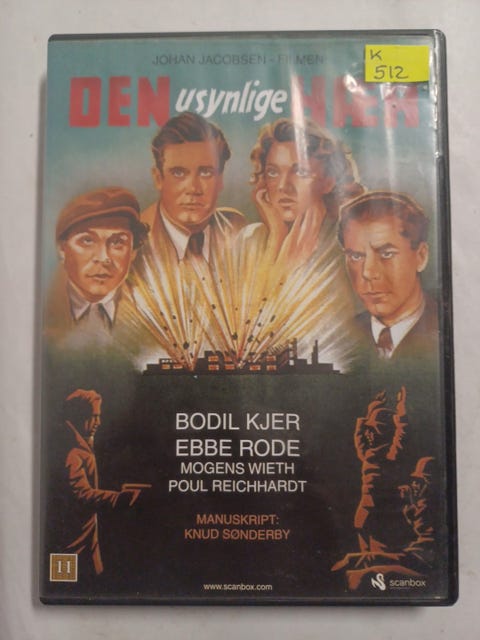 JOHAN JACOBSEN - FILMEN
K
512
DEN usynlige HÆR
BODIL KJER
EBBE RODE
MOGENS WIETH
POUL REICHHARDT
MANUSKRIPT:
KNUD SØNDERBY
11
www.scanbox.com
scanbox